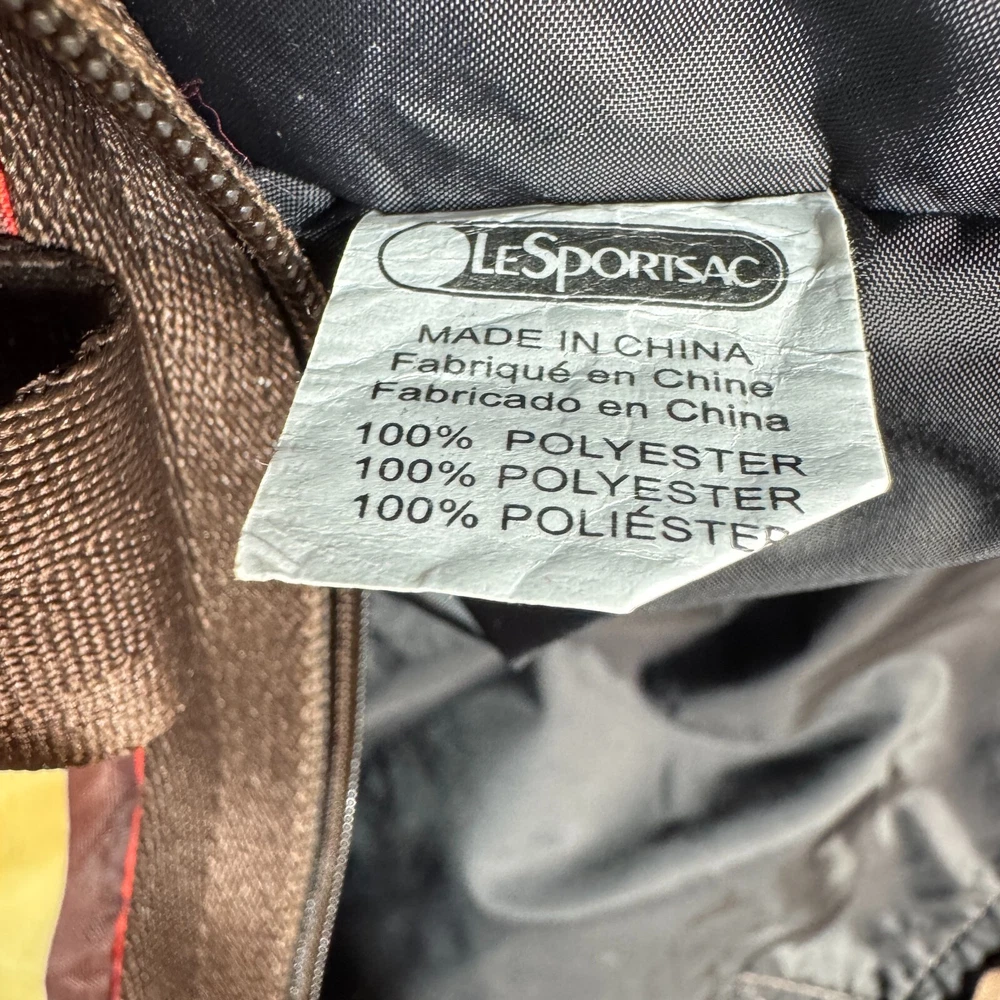 LESPORTSAC
MADE IN CHINA
Fabriqué en Chine
Fabricado en China
100% POLYESTER
100% POLYESTER
100% POLIÉSTER